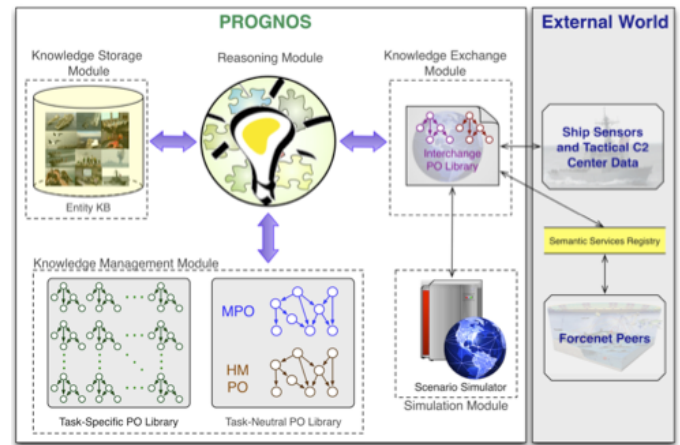 PROGNOS
External World
Knowledge Storage
Module
Reasoning Module
Knowledge Exchange
Module
Interchange
PO Library
Ship Sensors
and Tactical C2
Center Data
Entity KB
Semantic Services Registry
Knowledge Management Module
MPO
HM
PO
Forcenet Peers
Task-Specific PO Library
Task-Neutral PO Library
Scenario Simulator
Simulation Module